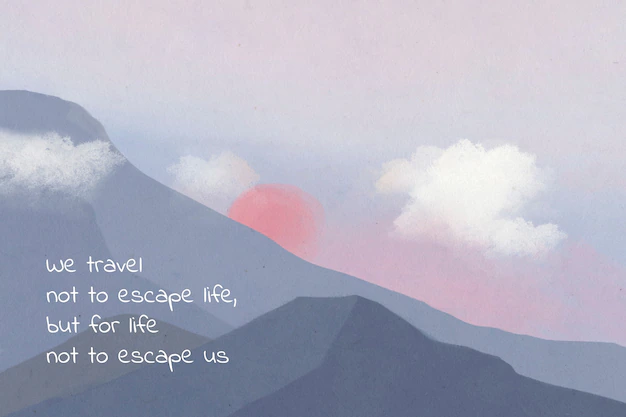 we travel
not to escape life,
but for life
not to escape us